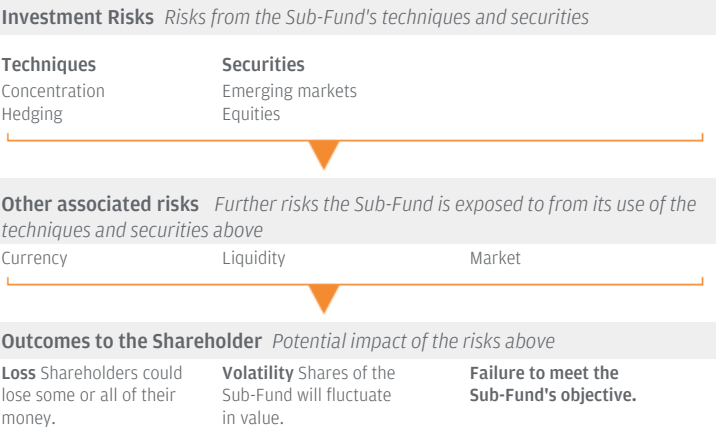 Investment Risks Risks from the Sub-Fund's techniques and securities
Techniques Securities
Concentration Emerging markets
Hedging Equities
Other associated risks Further risks the Sub-Fund is exposed to from its use of the
techniques and securities above
Currency Liquidity Market
Outcomes to the Shareholder Potential impact of the risks above
Loss Shareholders could
lose some or all of their
money.
Volatility Shares of the
Sub-Fund will fluctuate
in value.
Failure to meet the
Sub-Fund's objective.